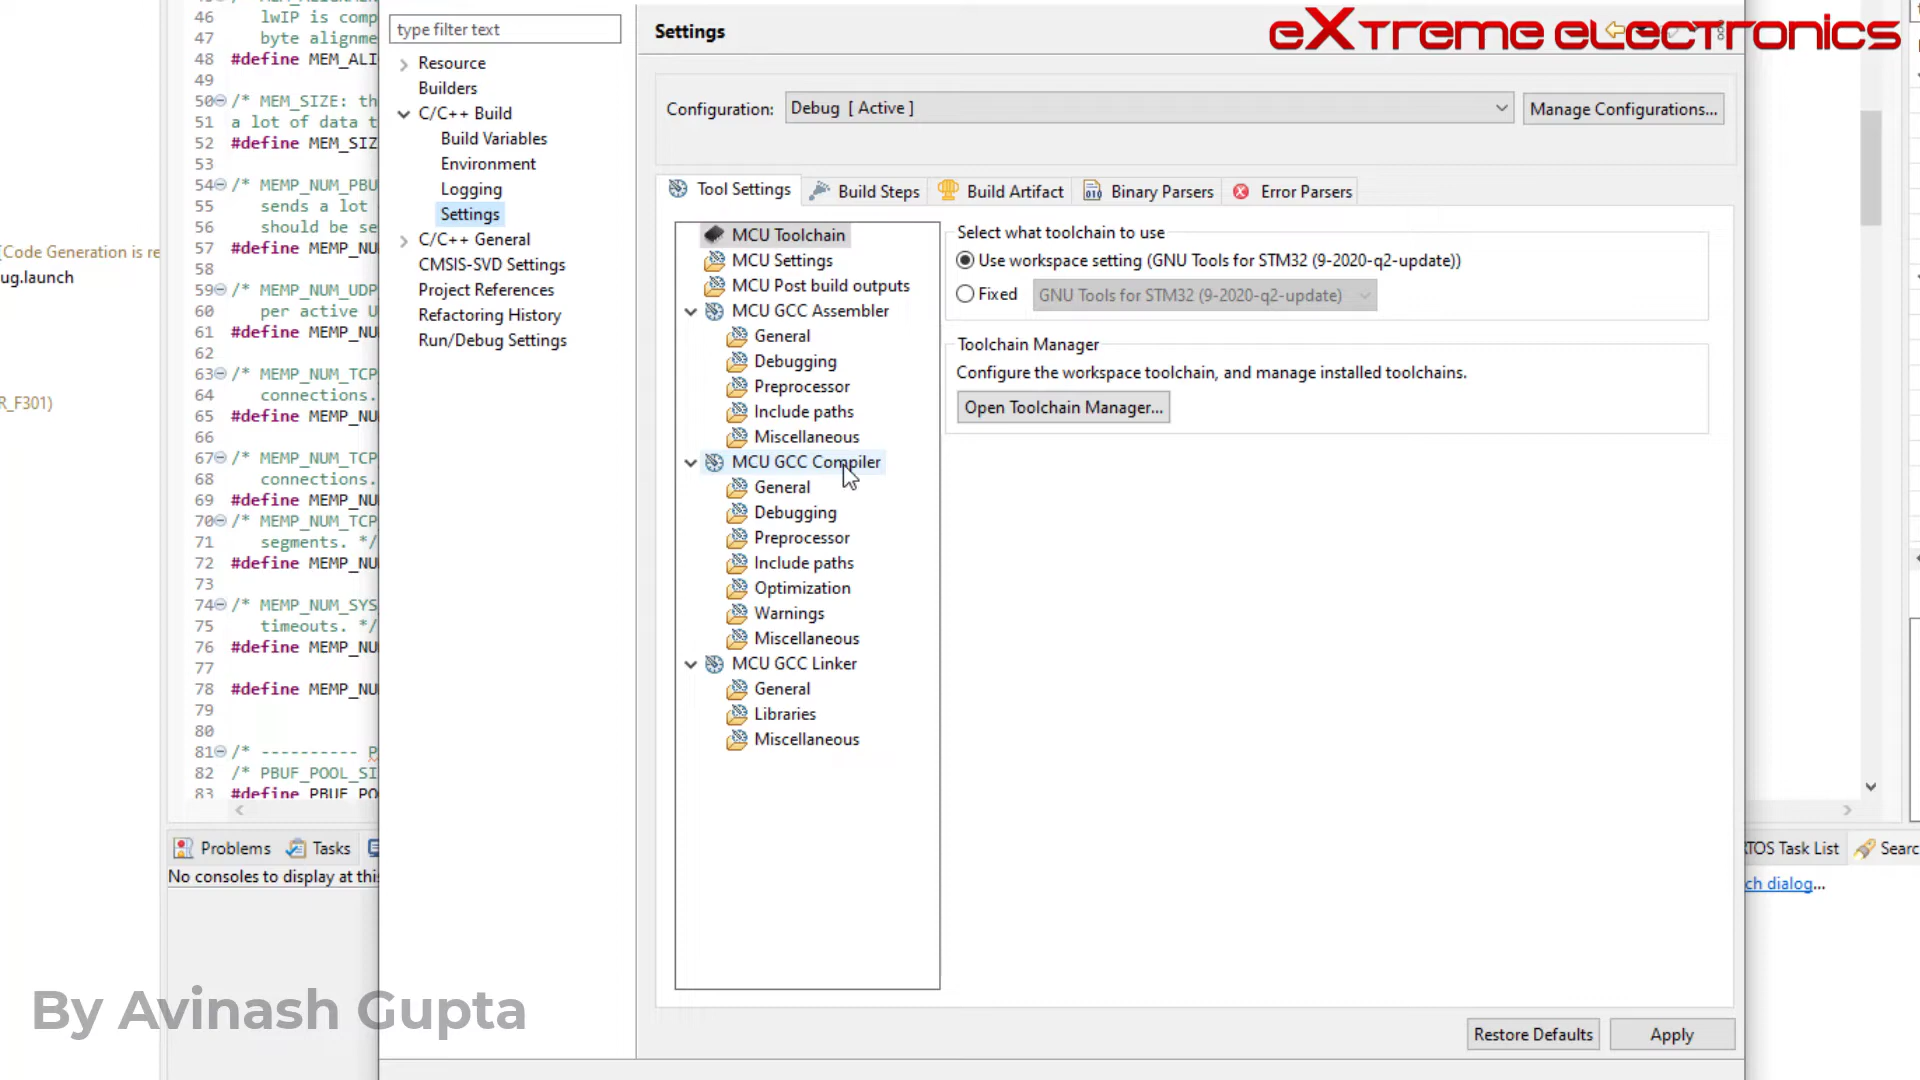 eXtreme eLectronics
type filter text
Resource
Builders
C/C++ Build
Build Variables
Environment
Logging
Settings
C/C++ General
CMSIS-SVD Settings
Project References
Refactoring History
Run/Debug Settings
Settings
Configuration:
Debug [ Active ]
Manage Configurations...
Tool Settings
Build Steps
Build Artifact
Binary Parsers
Error Parsers
MCU Toolchain
MCU Settings
MCU Post build outputs
MCU GCC Assembler
General
Debugging
Preprocessor
Include paths
Miscellaneous
MCU GCC Compiler
General
Debugging
Preprocessor
Include paths
Optimization
Warnings
Miscellaneous
MCU GCC Linker
General
Libraries
Miscellaneous
Select what toolchain to use
Use workspace setting (GNU Tools for STM32 (9-2020-q2-update))
Fixed
GNU Tools for STM32 (9-2020-q2-update)
Toolchain Manager
Configure the workspace toolchain, and manage installed toolchains.
Open Toolchain Manager...
Restore Defaults
Apply
[Code Generation is re
ug.launch
R_F301)
46 lwIP is comp
47 byte alignme
48 #define MEM_ALI
49
50 /* MEM_SIZE: th
51 a lot of data t
52 #define MEM_SIZ
53
54 /* MEMP_NUM_PBU
55 sends a lot
56 should be se
57 #define MEMP_NU
58
59 /* MEMP_NUM_UDP
60 per active U
61 #define MEMP_NU
62
63 /* MEMP_NUM_TCP
64 connections.
65 #define MEMP_NU
66
67 /* MEMP_NUM_TCP
68 connections.
69 #define MEMP_NU
70 /* MEMP_NUM_TCP
71 segments. */
72 #define MEMP_NU
73
74 /* MEMP_NUM_SYS
75 timeouts. */
76 #define MEMP_NU
77
78 #define MEMP_NU
79
80
81 /* ---------- P
82 /* PBUF_POOL_SI
83 #define PBUF_PO
Problems
Tasks
No consoles to display at this
TOS Task List
Searc
ch dialog...
By Avinash Gupta